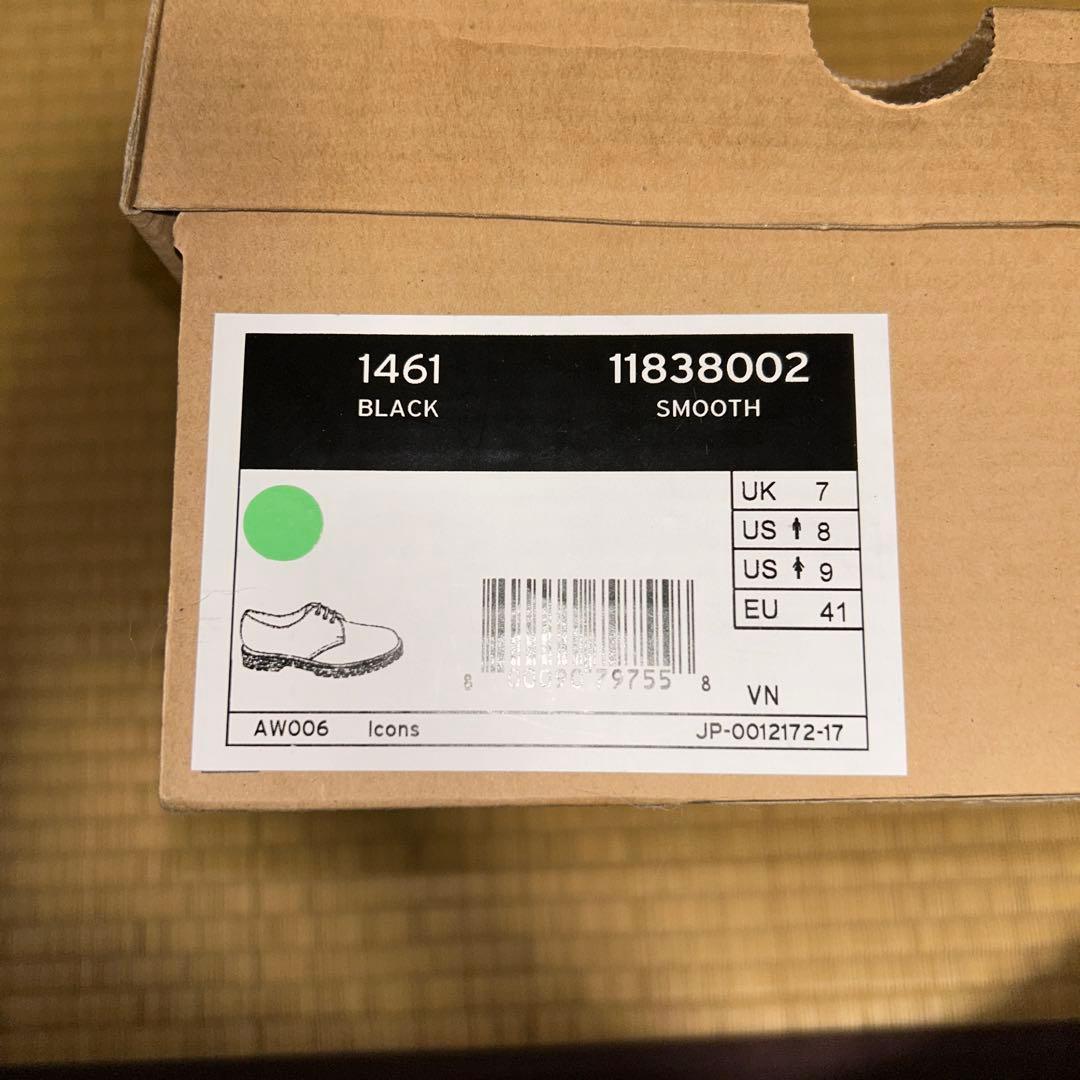 1461 11838002
BLACK SMOOTH
UK 7
US 8
US 9
EU 41
8 79755 8
VN
AW006 Icons JP-0012172-17